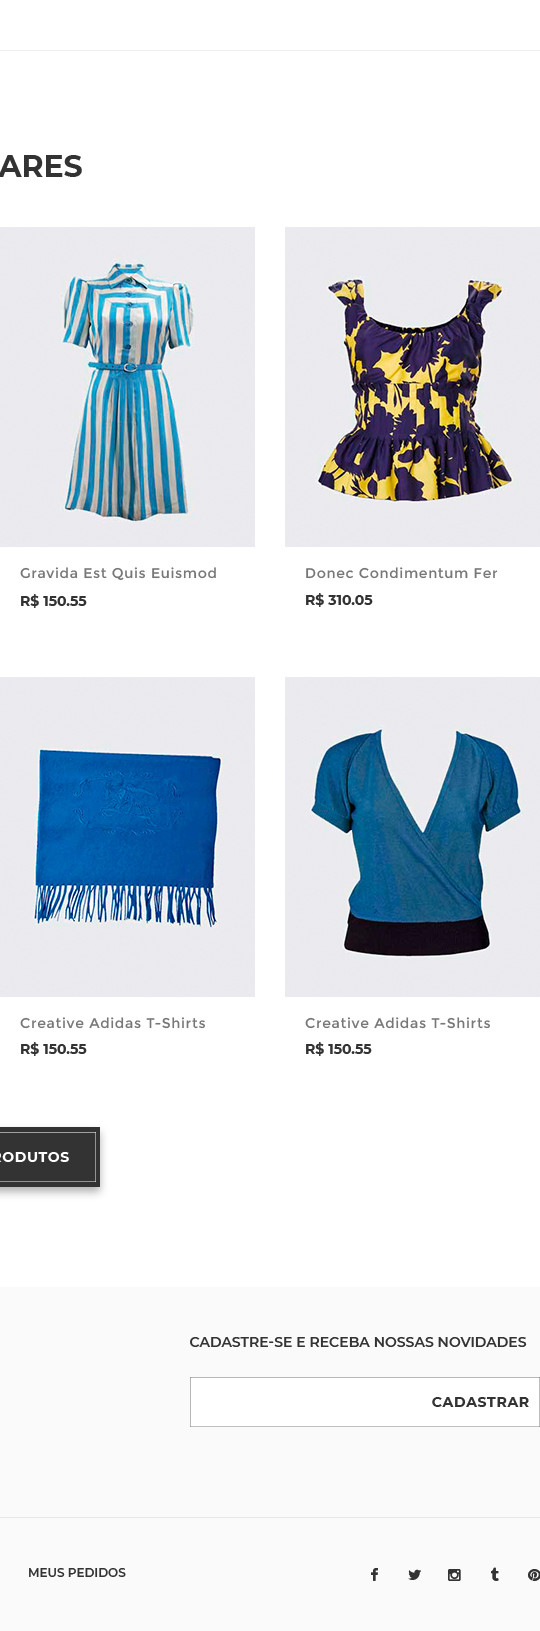 ARES
Gravida Est Quis Euismod
R$ 150.55
Donec Condimentum Fer
R$ 310.05
Creative Adidas T-Shirts
R$ 150.55
Creative Adidas T-Shirts
R$ 150.55
RODUTOS
CADASTRE-SE E RECEBA NOSSAS NOVIDADES
CADASTRAR
MEUS PEDIDOS